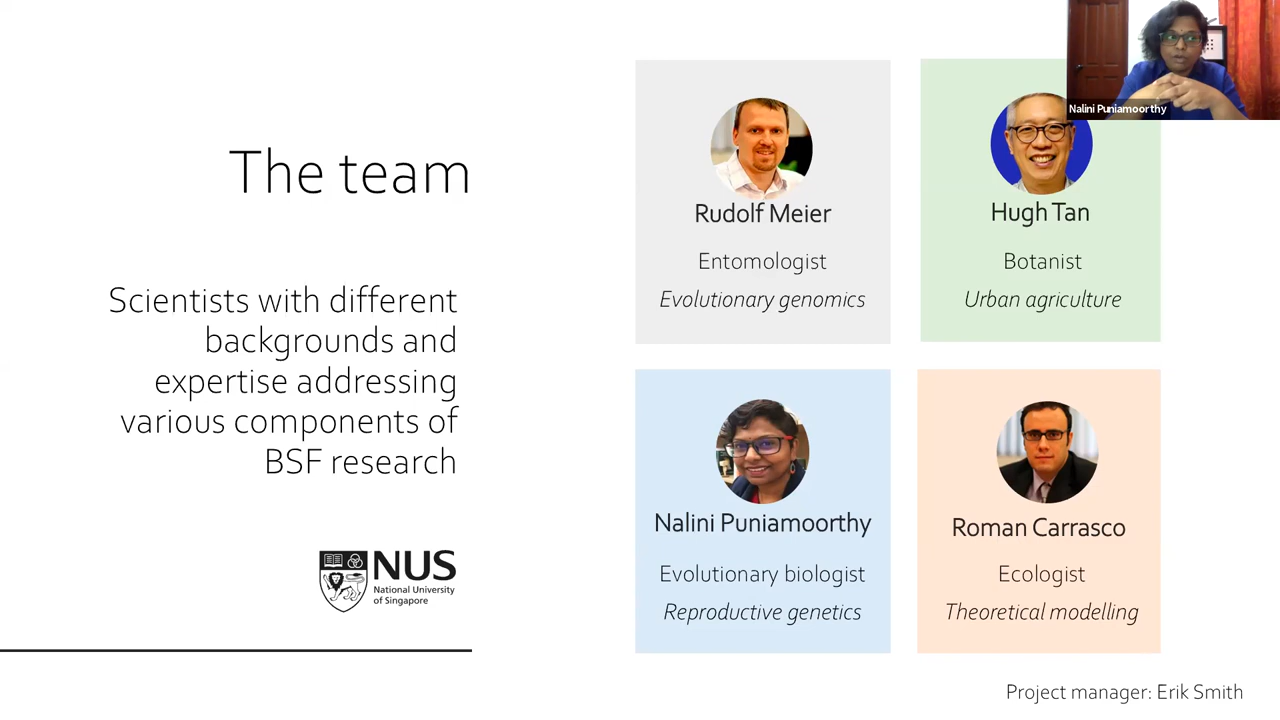 The team
Scientists with different
backgrounds and
expertise addressing
various components of
BSF research
NUS
National University
of Singapore
Rudolf Meier
Entomologist
Evolutionary genomics
Hugh Tan
Botanist
Urban agriculture
Nalini Puniamoorthy
Evolutionary biologist
Reproductive genetics
Roman Carrasco
Ecologist
Theoretical modelling
Project manager: Erik Smith
Nalini Puniamoorthy